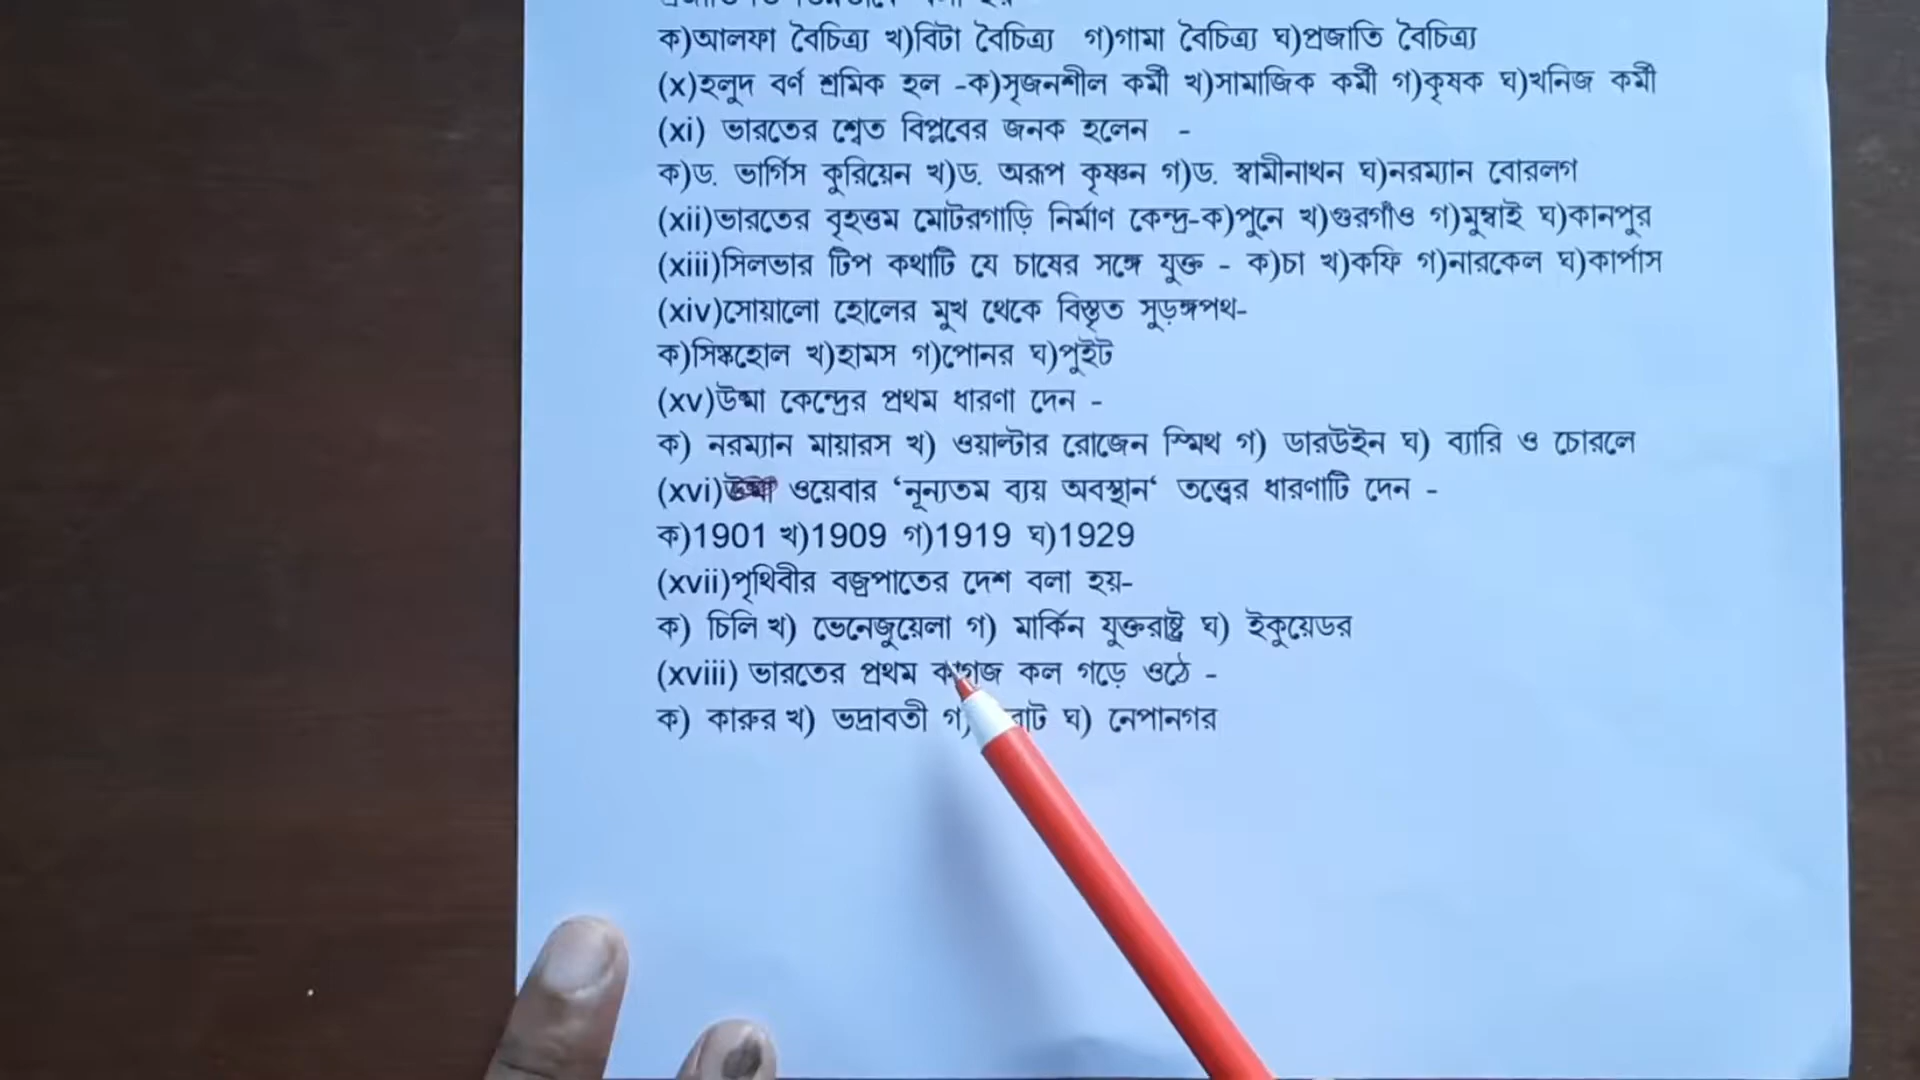 ক)আলফা বৈচিত্র্য খ)বিটা বৈচিত্র্য গ)গামা বৈচিত্র্য ঘ)প্রজাতি বৈচিত্র্য
(x)হলুদ বর্ণ শ্রমিক হল -ক)সৃজনশীল কর্মী খ)সামাজিক কর্মী গ)কৃষক ঘ)খনিজ কর্মী
(xi) ভারতের শ্বেত বিপ্লবের জনক হলেন -
ক)ড. ভার্গিস কুরিয়েন খ)ড. অরূপ কৃষ্ণন গ)ড. স্বামীনাথন ঘ)নরম্যান বোরলগ
(xii)ভারতের বৃহত্তম মোটরগাড়ি নির্মাণ কেন্দ্র-ক)পুনে খ)গুরগাঁও গ)মুম্বাই ঘ)কানপুর
(xiii)সিলভার টিপ কথাটি যে চাষের সঙ্গে যুক্ত - ক)চা খ)কফি গ)নারকেল ঘ)কার্পাস
(xiv)সোয়ালো হোলের মুখ থেকে বিস্তৃত সুড়ঙ্গপথ-
ক)সিঙ্কহোল খ)হামস গ)পোনর ঘ)পুইট
(xv)উষ্মা কেন্দ্রের প্রথম ধারণা দেন -
ক) নরম্যান মায়ারস খ) ওয়াল্টার রোজেন স্মিথ গ) ডারউইন ঘ) ব্যারি ও চোরলে
(xvi) ওয়েবার ‘নূন্যতম ব্যয় অবস্থান‘ তত্ত্বের ধারণাটি দেন -
ক)1901 খ)1909 গ)1919 ঘ)1929
(xvii)পৃথিবীর বজ্রপাতের দেশ বলা হয়-
ক) চিলি খ) ভেনেজুয়েলা গ) মার্কিন যুক্তরাষ্ট্র ঘ) ইকুয়েডর
(xviii) ভারতের প্রথম কাগজ কল গড়ে ওঠে -
ক) কারুর খ) ভদ্রাবতী গ) ঘ) নেপানগর